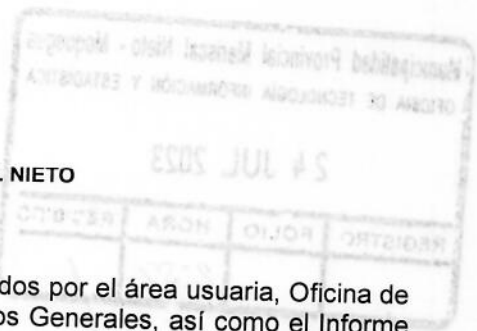 Municipalidad Provincial Mariscal Nieto - Moquegua
OFICINA DE TECNOLOGIA INFORMACION Y ESTADISTICA
24 JUL 2023
. NIETO
REGISTRO FOLIO HORA
dos por el área usuaria, Oficina de
os Generales, así como el Informe